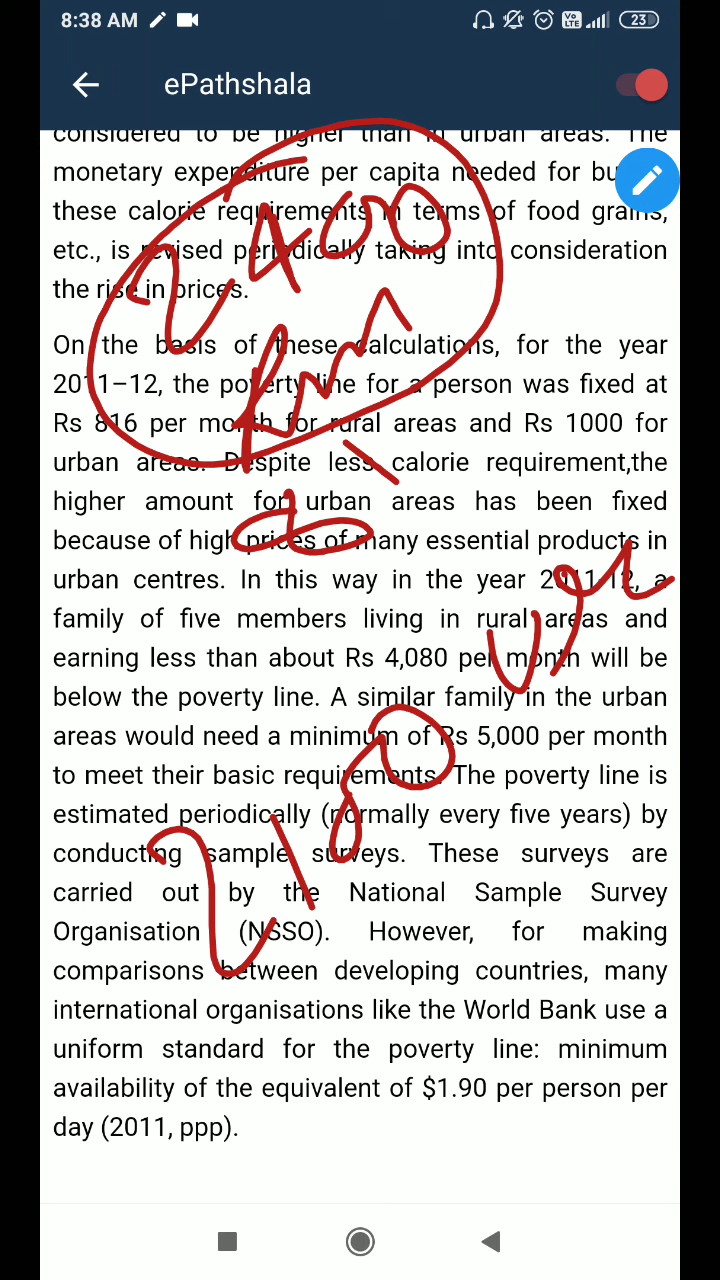 8:38 AM
Vo LTE
23
ePathshala
considered to be higher than in urban areas. The
monetary expenditure per capita needed for bu
these calorie requirements in terms of food grains,
etc., is revised periodically taking into consideration
the rise in prices.
On the basis of these calculations, for the year
2011–12, the poverty line for a person was fixed at
Rs 816 per month for rural areas and Rs 1000 for
urban areas. Despite less calorie requirement,the
higher amount for urban areas has been fixed
because of high prices of many essential products in
urban centres. In this way in the year 2011-12, a
family of five members living in rural areas and
earning less than about Rs 4,080 per month will be
below the poverty line. A similar family in the urban
areas would need a minimum of Rs 5,000 per month
to meet their basic requirements. The poverty line is
estimated periodically (normally every five years) by
conducting sample surveys. These surveys are
carried out by the National Sample Survey
Organisation (NSSO). However, for making
comparisons between developing countries, many
international organisations like the World Bank use a
uniform standard for the poverty line: minimum
availability of the equivalent of $1.90 per person per
day (2011, ppp).
2400
2100